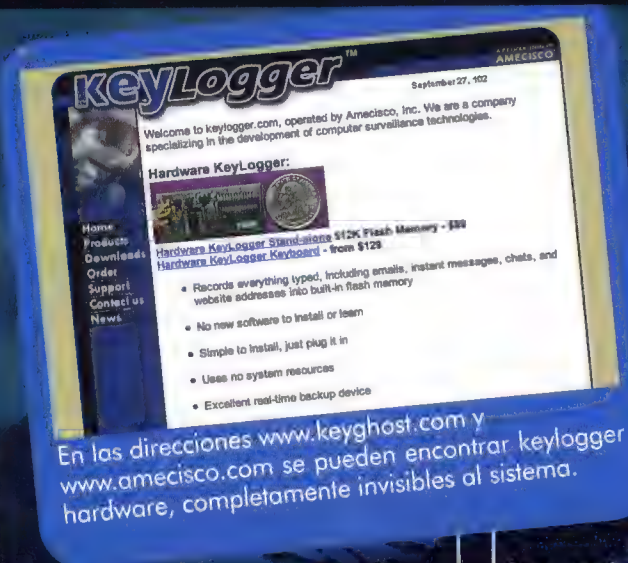 KeyLogger™
AMECISCO
September 27, 102
Welcome to keylogger.com, operated by Amecisco, Inc. We are a company
specializing in the development of computer survaillance technologies.
Hardware KeyLogger:
Home
Products
Downloads
Order
Support
Contact us
News
Hardware KeyLogger Stand-alone 512K Flash Memory - $89
Hardware KeyLogger Keyboard - from $129
• Records everything typed, including emails, instant messages, chats, and
website addresses into built-in flash memory
• No new software to install or learn
• Simple to install, just plug it in
• Uses no system resources
• Excellent real-time backup device
En las direcciones www.keyghost.com y
www.amecisco.com se pueden encontrar keylogger
hardware, completamente invisibles al sistema.